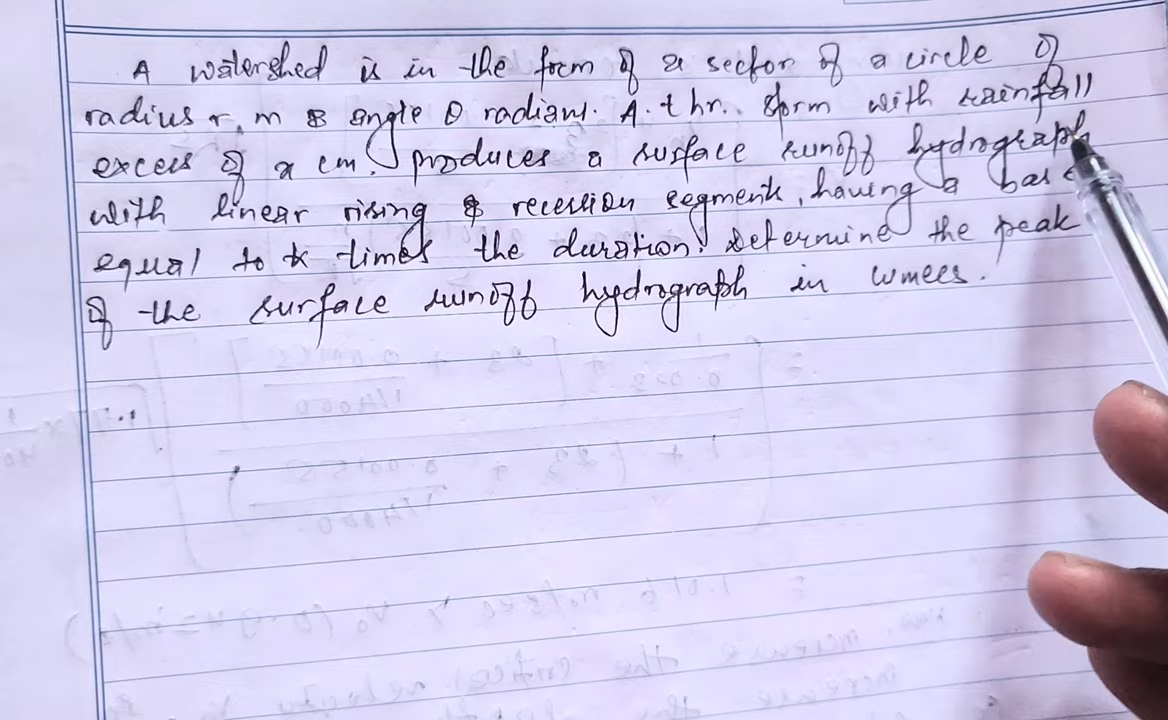 A watershed is in the form of a sector of a circle of
radius r, m & angle θ radians. A. t hr.. storm with rainfall
excess of x cm. produces a surface runoff hydrograph
with linear rising & recession segments, having a base
equal to k times the duration. Determine the peak
of the surface runoff hydrograph in cumecs.